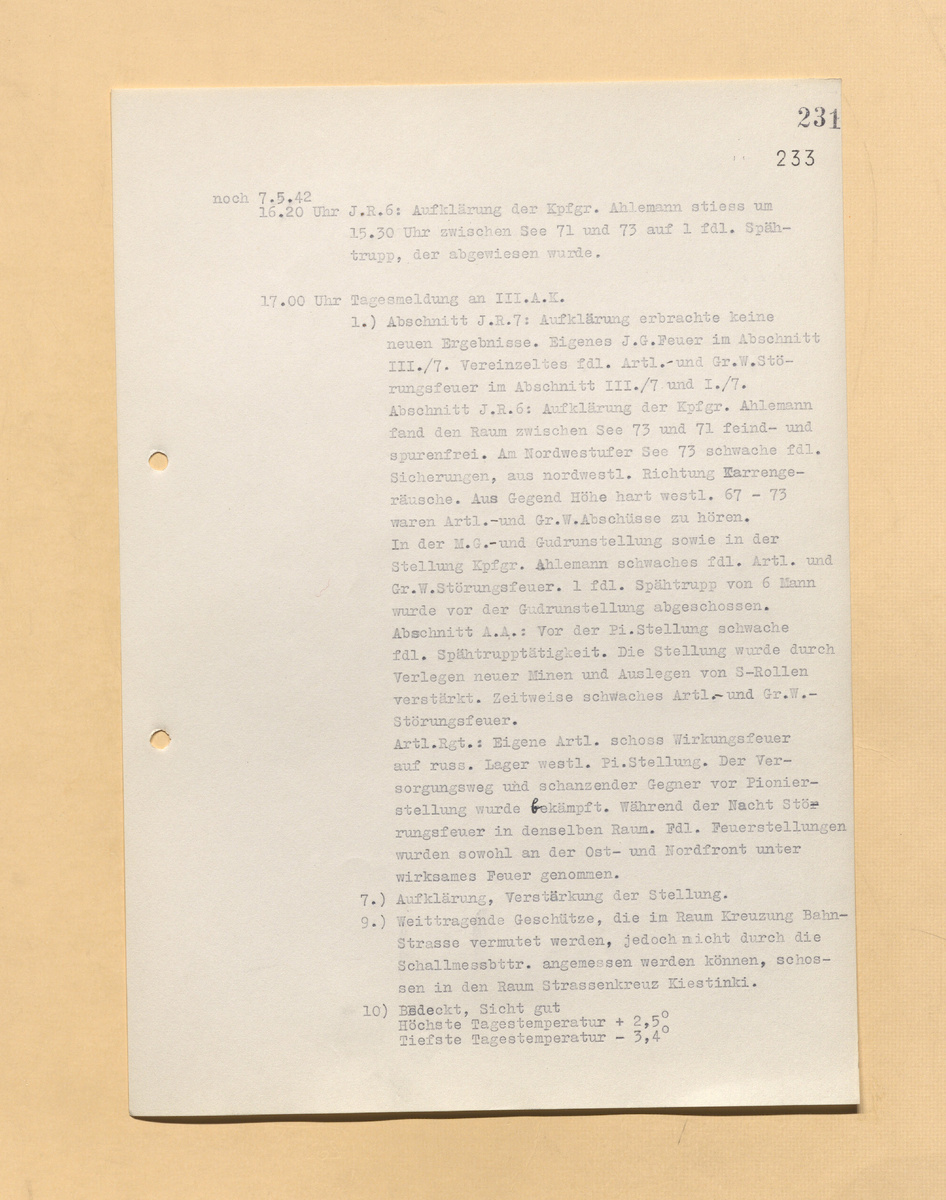 231
233
noch 7.5.42
16.20 Uhr J.R.6: Aufklärung der Kpfgr. Ahlemann stiess um
15.30 Uhr zwischen See 71 und 73 auf 1 fdl. Späh-
trupp, der abgewiesen wurde.
17.00 Uhr Tagesmeldung an III.A.K.
1.) Abschnitt J.R.7: Aufklärung erbrachte keine
neuen Ergebnisse. Eigenes J.G.Feuer im Abschnitt
III./7. Vereinzeltes fdl. Artl.-und Gr.W.Stö-
rungsfeuer im Abschnitt III./7 und I./7.
Abschnitt J.R.6: Aufklärung der Kpfgr. Ahlemann
fand den Raum zwischen See 73 und 71 feind- und
spurenfrei. Am Nordwestufer See 73 schwache fdl.
Sicherungen, aus nordwestl. Richtung Karrenge-
räusche. Aus Gegend Höhe hart westl. 67 - 73
waren Artl.-und Gr.W.Abschüsse zu hören.
In der M.G.-und Gudrunstellung sowie in der
Stellung Kpfgr. Ahlemann schwaches fdl. Artl. und
Gr.W.Störungsfeuer. 1 fdl. Spähtrupp von 6 Mann
wurde vor der Gudrunstellung abgeschossen.
Abschnitt A.A.: Vor der Pi.Stellung schwache
fdl. Spähtrupptätigkeit. Die Stellung wurde durch
Verlegen neuer Minen und Auslegen von S-Rollen
verstärkt. Zeitweise schwaches Artl.-und Gr.W.-
Störungsfeuer.
Artl.Rgt.: Eigene Artl. schoss Wirkungsfeuer
auf russ. Lager westl. Pi.Stellung. Der Ver-
sorgungsweg und schanzender Gegner vor Pionier-
stellung wurde bekämpft. Während der Nacht Stö-
rungsfeuer in denselben Raum. Fdl. Feuerstellungen
wurden sowohl an der Ost- und Nordfront unter
wirksames Feuer genommen.
7.) Aufklärung, Verstärkung der Stellung.
9.) Weittragende Geschütze, die im Raum Kreuzung Bahn-
Strasse vermutet werden, jedoch nicht durch die
Schallmessbttr. angemessen werden können, schos-
sen in den Raum Strassenkreuz Kiestinki.
10) Bedeckt, Sicht gut
Höchste Tagestemperatur + 2,5°
Tiefste Tagestemperatur - 3,4°